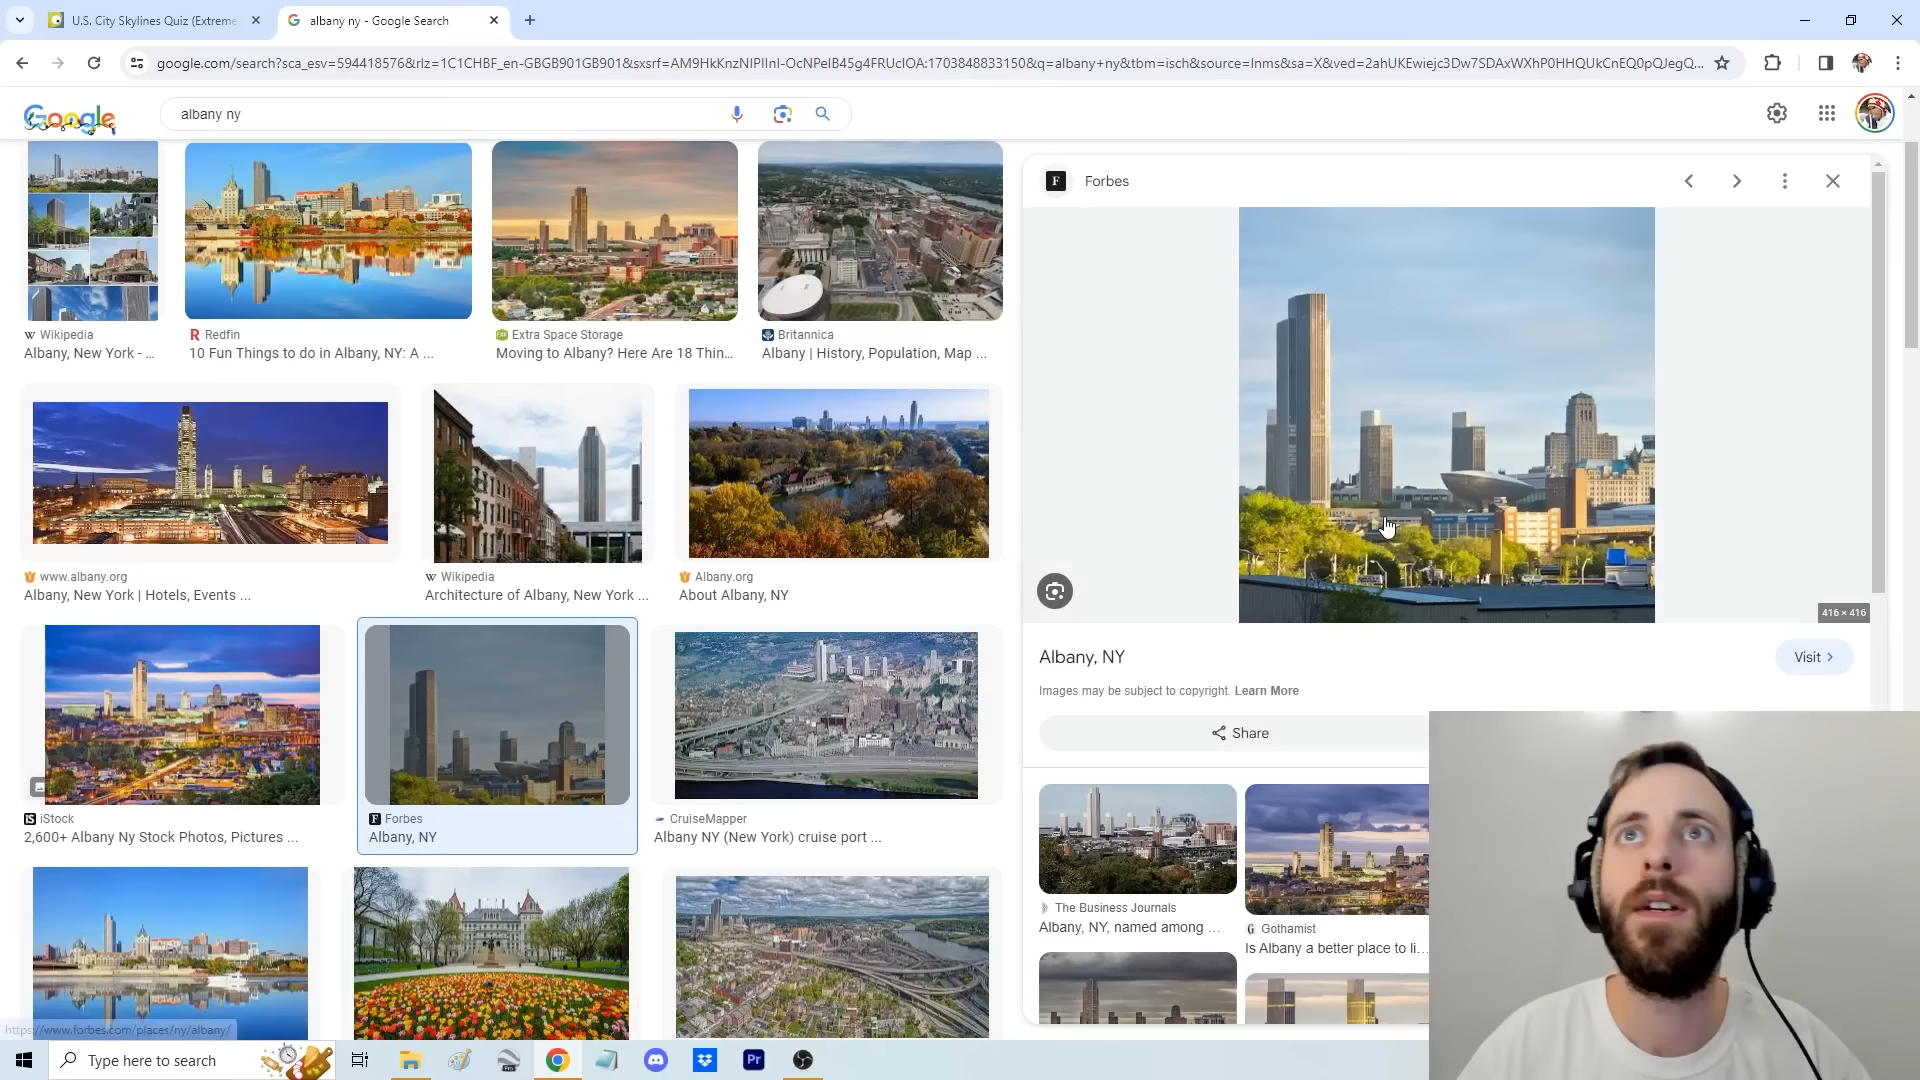 U.S. City Skylines Quiz (Extreme
albany ny - Google Search
google.com/search?sca_esv=594418576&rlz=1C1CHBF_en-GBGB901GB901&sxsrf=AM9HkKnzNIPIlnI-OcNPelB45g4FRUclOA:1703848833150&q=albany+ny&tbm=isch&source=lnms&sa=X&ved=2ahUKEwiejc3Dw7SDAxWXhP0HHQUkCnEQ0pQJegQ...
Google
albany ny
F Forbes
W Wikipedia
Albany, New York - ...
R Redfin
10 Fun Things to do in Albany, NY: A ...
Extra Space Storage
Moving to Albany? Here Are 18 Thin...
Britannica
Albany | History, Population, Map ...
www.albany.org
Albany, New York | Hotels, Events ...
W Wikipedia
Architecture of Albany, New York ...
Albany.org
About Albany, NY
416 × 416
Albany, NY
Visit
Images may be subject to copyright. Learn More
Share
iS iStock
2,600+ Albany Ny Stock Photos, Pictures ...
F Forbes
Albany, NY
CruiseMapper
Albany NY (New York) cruise port ...
The Business Journals
Albany, NY, named among ...
G Gothamist
Is Albany a better place to li...
https://www.forbes.com/places/ny/albany/
Type here to search
Pro
Pr